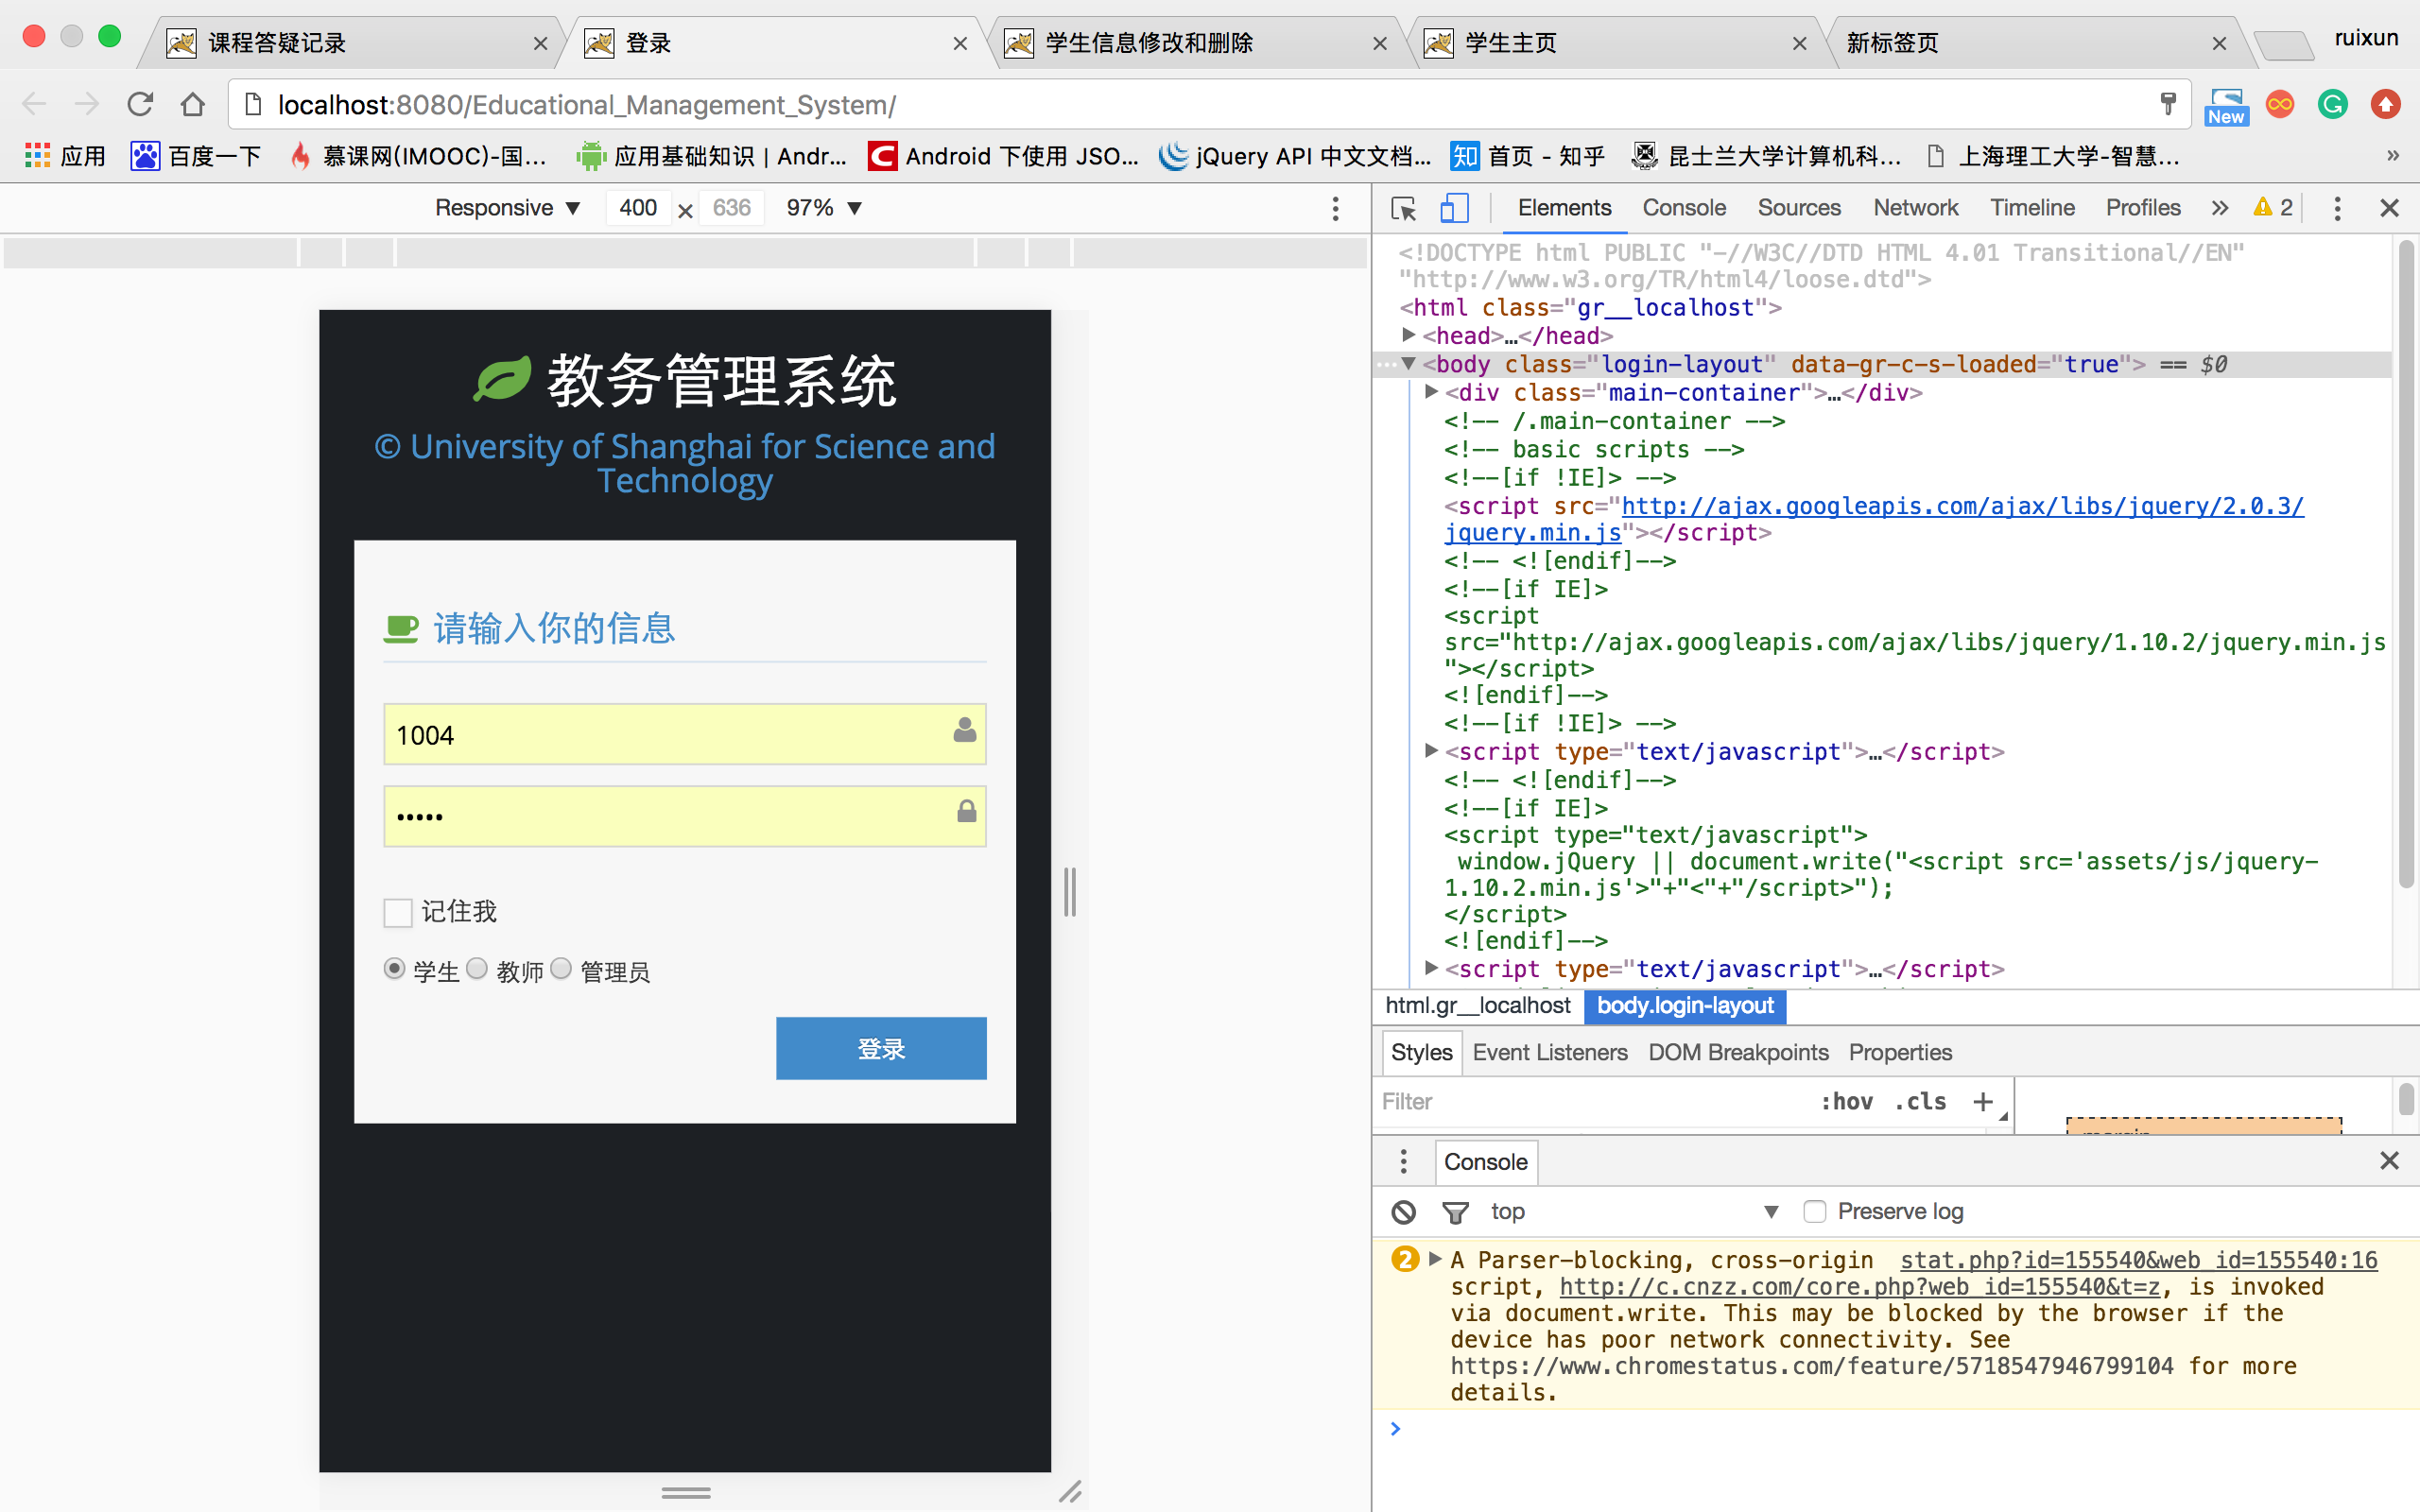 课程答疑记录
登录
学生信息修改和删除
学生主页
新标签页
ruixun
localhost:8080/Educational_Management_System/
New
应用
百度一下
慕课网(IMOOC)-国...
应用基础知识 | Andr...
C
Android 下使用 JSO...
jQuery API 中文文档...
知
首页 - 知乎
昆士兰大学计算机科...
上海理工大学-智慧...
»
Responsive ▼ 400 × 636 97% ▼
Elements Console Sources Network Timeline Profiles » 2
教务管理系统
© University of Shanghai for Science and
Technology
请输入你的信息
1004
•••••
记住我
学生 教师 管理员
登录
<!DOCTYPE html PUBLIC "-//W3C//DTD HTML 4.01 Transitional//EN"
"http://www.w3.org/TR/html4/loose.dtd">
<html class="gr__localhost">
▶<head>…</head>
…▼<body class="login-layout" data-gr-c-s-loaded="true"> == $0
▶<div class="main-container">…</div>
<!-- /.main-container -->
<!-- basic scripts -->
<!--[if !IE]> -->
<script src="http://ajax.googleapis.com/ajax/libs/jquery/2.0.3/
jquery.min.js"></script>
<!-- <![endif]-->
<!--[if IE]>
<script
src="http://ajax.googleapis.com/ajax/libs/jquery/1.10.2/jquery.min.js
"></script>
<![endif]-->
<!--[if !IE]> -->
▶<script type="text/javascript">…</script>
<!-- <![endif]-->
<!--[if IE]>
<script type="text/javascript">
window.jQuery || document.write("<script src='assets/js/jquery-
1.10.2.min.js'>"+"<"+"/script>");
</script>
<![endif]-->
▶<script type="text/javascript">…</script>
html.gr__localhost body.login-layout
Styles Event Listeners DOM Breakpoints Properties
Filter :hov .cls +
Console
top ▼ Preserve log
2 ▶ A Parser-blocking, cross-origin stat.php?id=155540&web_id=155540:16
script, http://c.cnzz.com/core.php?web_id=155540&t=z, is invoked
via document.write. This may be blocked by the browser if the
device has poor network connectivity. See
https://www.chromestatus.com/feature/5718547946799104 for more
details.